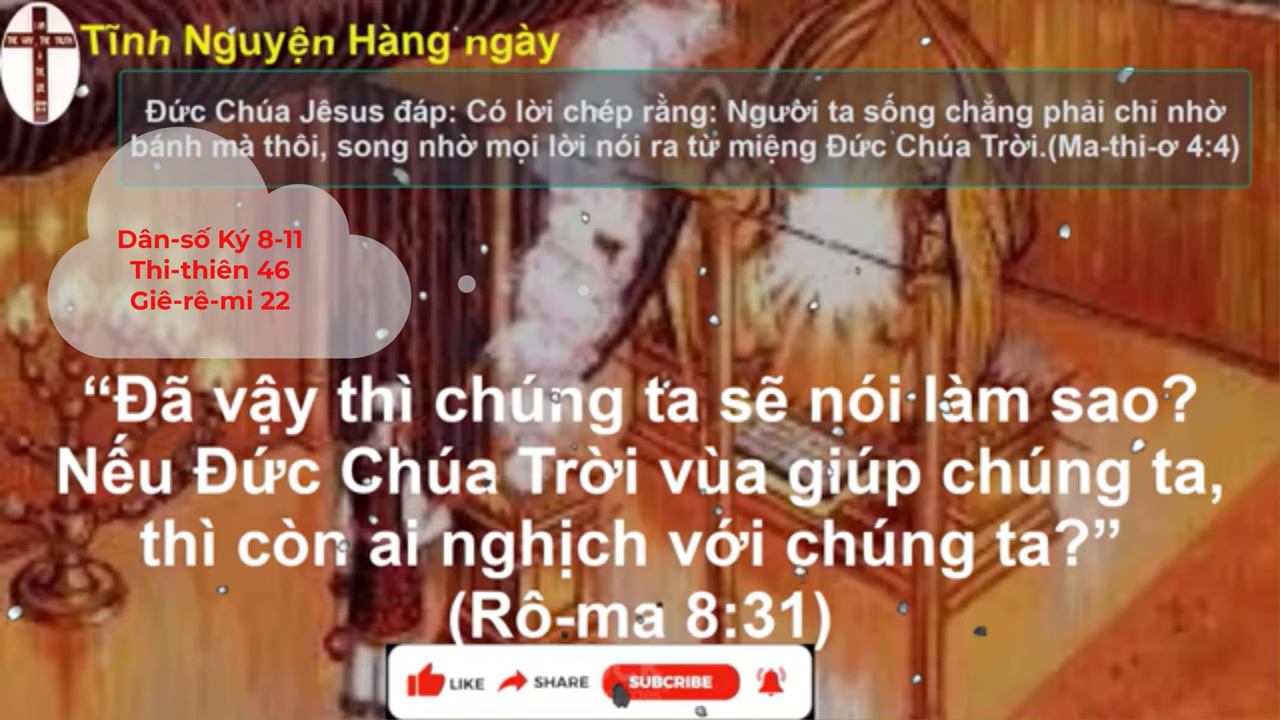 Tĩnh Nguyện Hàng ngày
Đức Chúa Jêsus đáp: Có lời chép rằng: Người ta sống chẳng phải chỉ nhờ
bánh mà thôi, song nhờ mọi lời nói ra từ miệng Đức Chúa Trời.(Ma-thi-ơ 4:4)
Dân-số Ký 8-11
Thi-thiên 46
Giê-rê-mi 22
“Đã vậy thì chúng ta sẽ nói làm sao?
Nếu Đức Chúa Trời vùa giúp chúng ta,
thì còn ai nghịch với chúng ta?”
(Rô-ma 8:31)
LIKE SHARE SUBCRIBE